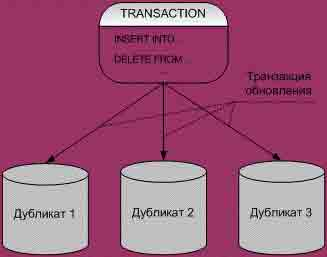 TRANSACTION
INSERT INTO ...
DELETE FROM ...
...
Транзакция
обновления
Дубликат 1
Дубликат 2
Дубликат 3